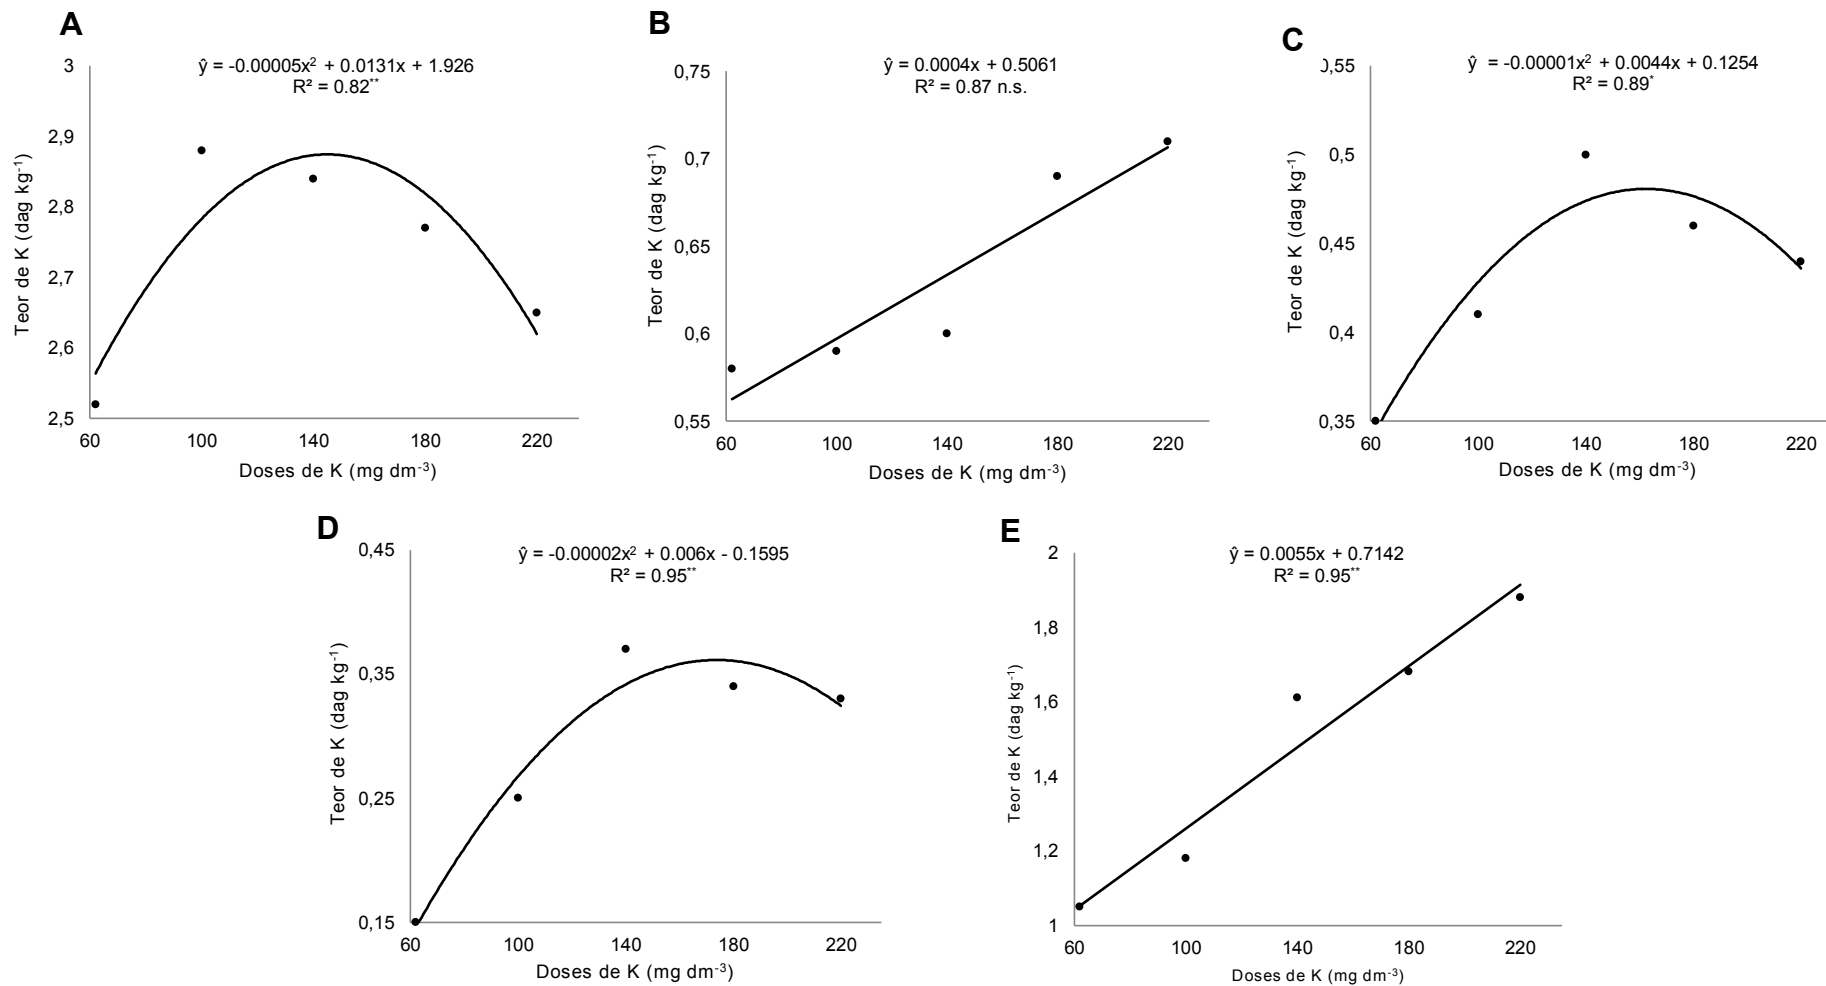 A
ŷ = -0.00005x² + 0.0131x + 1.926
R² = 0.82**
3
2,9
2,8
2,7
2,6
2,5
Teor de K (dag kg-1)
60 100 140 180 220
Doses de K (mg dm-3)
B
ŷ = 0.0004x + 0.5061
R² = 0.87 n.s.
0,75
0,7
0,65
0,6
0,55
Teor de K (dag kg-1)
60 100 140 180 220
Doses de K (mg dm-3)
C
ŷ = -0.00001x² + 0.0044x + 0.1254
R² = 0.89*
,55
0,5
0,45
0,4
0,35
Teor de K (dag kg-1)
60 100 140 180 220
Doses de K (mg dm-3)
D
ŷ = -0.00002x² + 0.006x - 0.1595
R² = 0.95**
0,45
0,35
0,25
0,15
Teor de K (dag kg-1)
60 100 140 180 220
Doses de K (mg dm-3)
E
ŷ = 0.0055x + 0.7142
R² = 0.95**
2
1,8
1,6
1,4
1,2
1
Teor de K (dag kg-1)
60 100 140 180 220
Doses de K (mg dm-3)